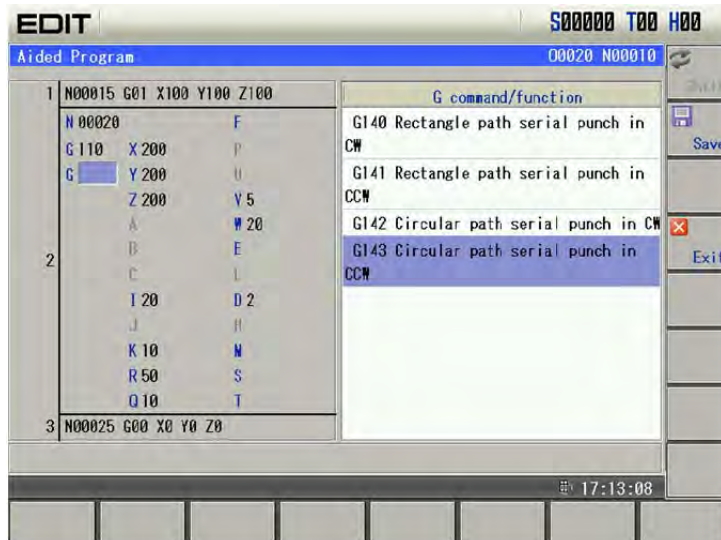 EDIT S00000 T00 H00
Aided Program O0020 N00010
1 N00015 G01 X100 Y100 Z100
G command/function
N 00020 F
G 110 X 200 P
G Y 200 U
Z 200 V 5
A W 20
B E
2
C L
I 20 D 2
J H
K 10 M
R 50 S
Q 10 T
3 N00025 G00 X0 Y0 Z0
G140 Rectangle path serial punch in
CW
G141 Rectangle path serial punch in
CCW
G142 Circular path serial punch in CW
G143 Circular path serial punch in
CCW
Save
Exit
17:13:08